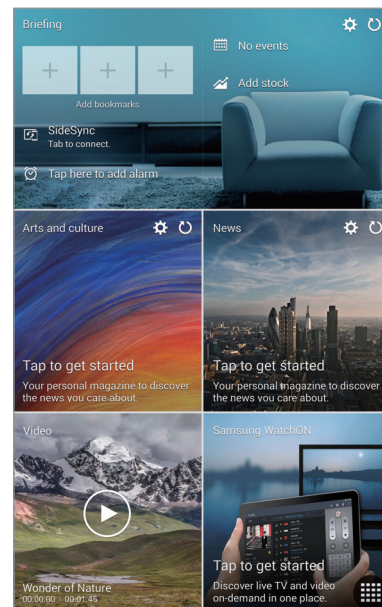 Briefing
No events
Add stock
Add bookmarks
SideSync
Tab to connect.
Tap here to add alarm
Arts and culture
Tap to get started
Your personal magazine to discover
the news you care about.
News
Tap to get started
Your personal magazine to discover
the news you care about.
Video
Wonder of Nature
00:00:00 | 00:01:45
Samsung WatchON
Tap to get started
Discover live TV and video
on-demand in one place.